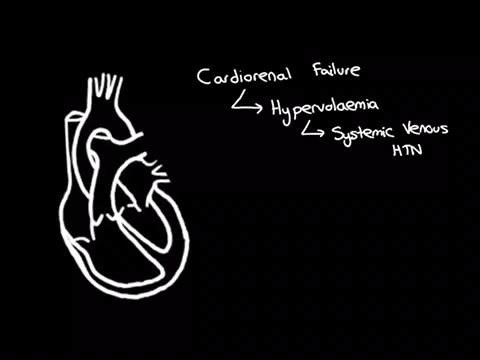 Cardiorenal Failure
Hypervolaemia
Systemic Venous
HTN